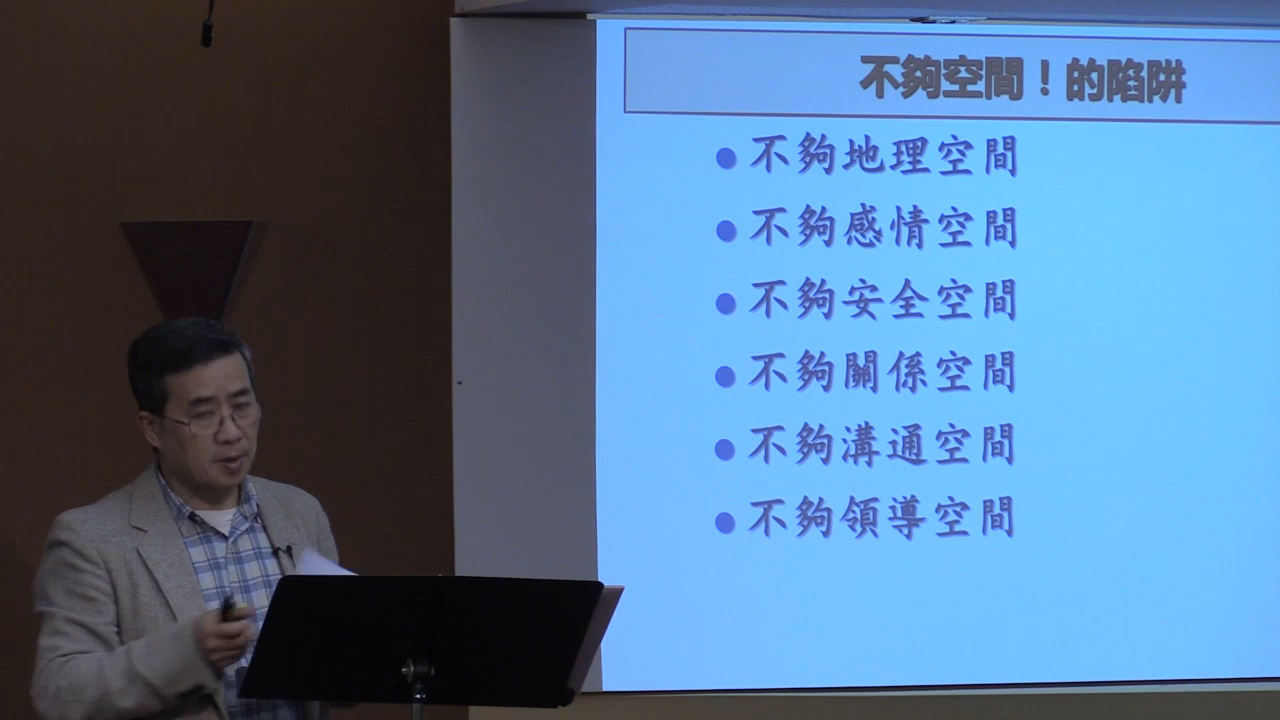 不夠空間！的陷阱
不夠地理空間
不夠感情空間
不夠安全空間
不夠關係空間
不夠溝通空間
不夠領導空間